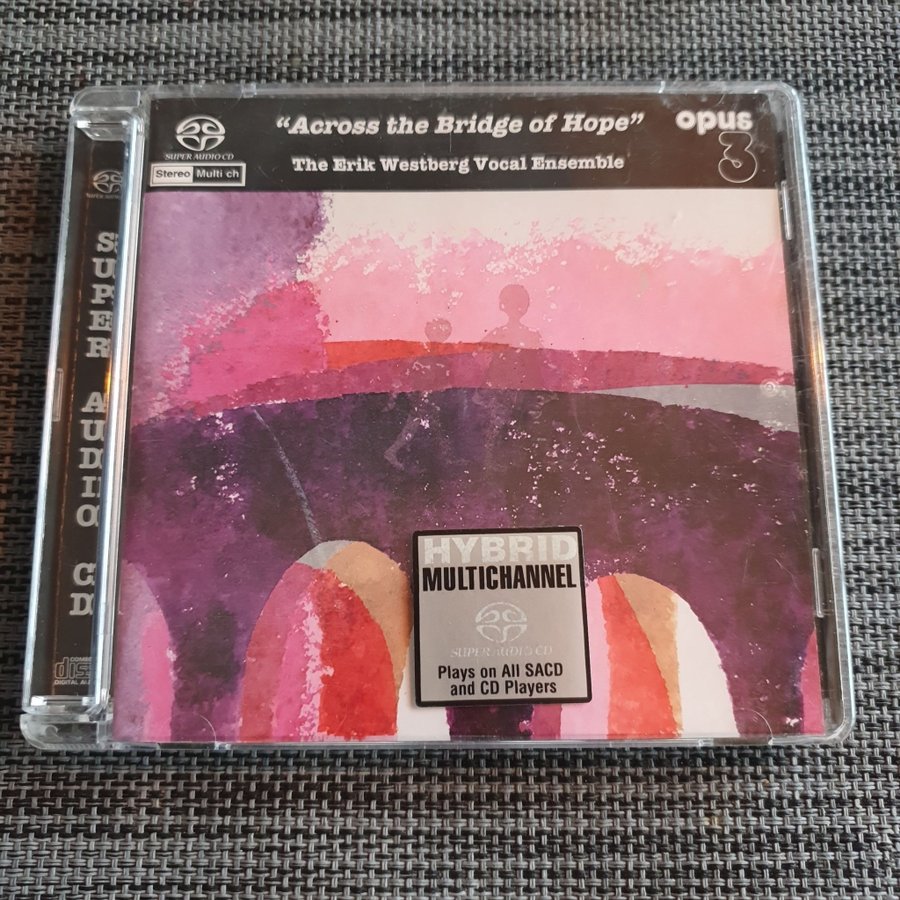 "Across the Bridge of Hope"
The Erik Westberg Vocal Ensemble
opus
3
SUPER AUDIO CD
Stereo Multi ch
SUPER AUDIO CD
HYBRID
MULTICHANNEL
SUPER AUDIO CD
Plays on All SACD
and CD Players